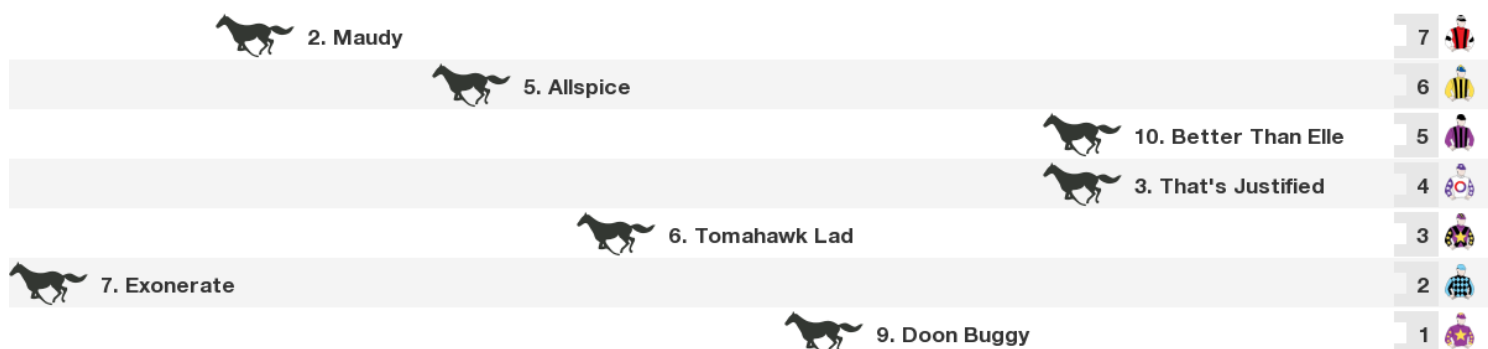 2. Maudy 7
5. Allspice 6
10. Better Than Elle 5
3. That's Justified 4
6. Tomahawk Lad 3
7. Exonerate 2
9. Doon Buggy 1